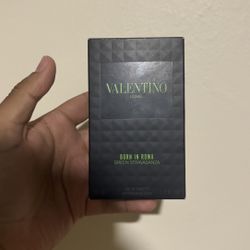 VALENTINO
UOMO
BORN IN ROMA
GREEN STRAVAGANZA